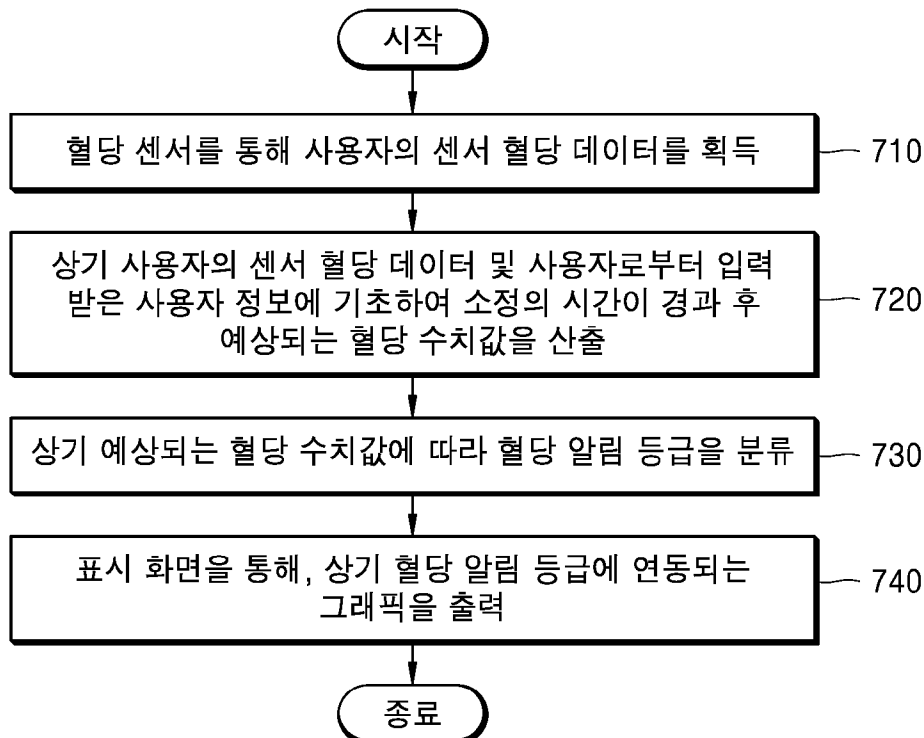 시작
혈당 센서를 통해 사용자의 센서 혈당 데이터를 획득
710
상기 사용자의 센서 혈당 데이터 및 사용자로부터 입력
받은 사용자 정보에 기초하여 소정의 시간이 경과 후
예상되는 혈당 수치값을 산출
720
상기 예상되는 혈당 수치값에 따라 혈당 알림 등급을 분류
730
표시 화면을 통해, 상기 혈당 알림 등급에 연동되는
그래픽을 출력
740
종료